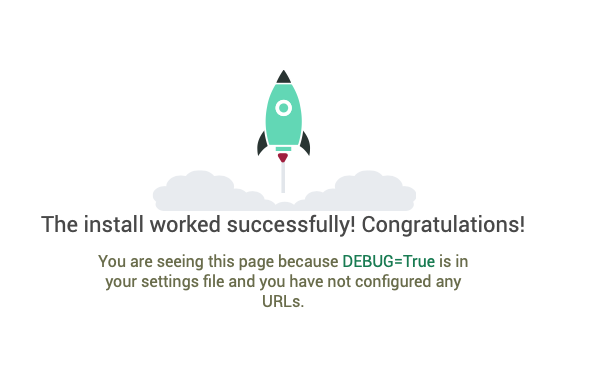 The install worked successfully! Congratulations!
You are seeing this page because DEBUG=True is in
your settings file and you have not configured any
URLs.